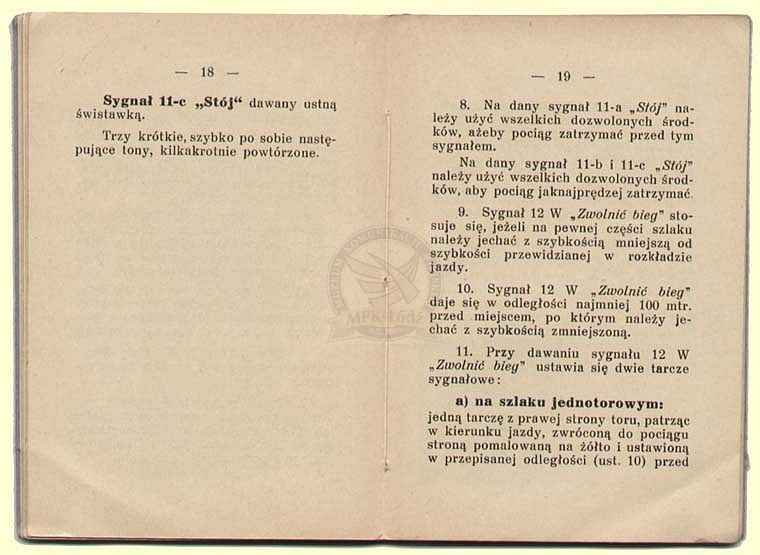 — 18 —
Sygnał 11-c „Stój“ dawany ustną
świstawką.
Trzy krótkie, szybko po sobie nastę-
pujące tony, kilkakrotnie powtórzone.
— 19 —
8. Na dany sygnał 11-a „Stój” na-
leży użyć wszelkich dozwolonych środ-
ków, ażeby pociąg zatrzymać przed tym
sygnałem.
Na dany sygnał 11-b i 11-c „Stój”
należy użyć wszelkich dozwolonych środ-
ków, aby pociąg jaknajprędzej zatrzymać.
9. Sygnał 12 W „Zwolnić bieg” sto-
suje się, jeżeli na pewnej części szlaku
należy jechać z szybkością mniejszą od
szybkości przewidzianej w rozkładzie
jazdy.
10. Sygnał 12 W „Zwolnić bieg”
daje się w odległości najmniej 100 mtr.
przed miejscem, po którym należy je-
chać z szybkością zmniejszoną.
11. Przy dawaniu sygnału 12 W
„Zwolnić bieg” ustawia się dwie tarcze
sygnałowe:
a) na szlaku jednotorowym:
jedną tarczę z prawej strony toru, patrząc
w kierunku jazdy, zwróconą do pociągu
stroną pomalowaną na żółto i ustawioną
w przepisanej odległości (ust. 10) przed
MUZEUM KOMUNIKACJI
MPK-Łódź